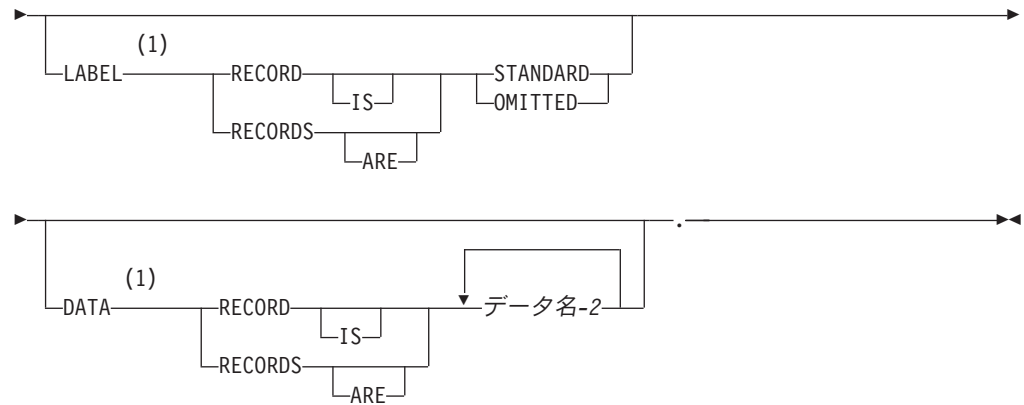 (1)
LABEL RECORD STANDARD
IS OMITTED
RECORDS
ARE
.
(1)
DATA RECORD データ名-2
IS
RECORDS
ARE